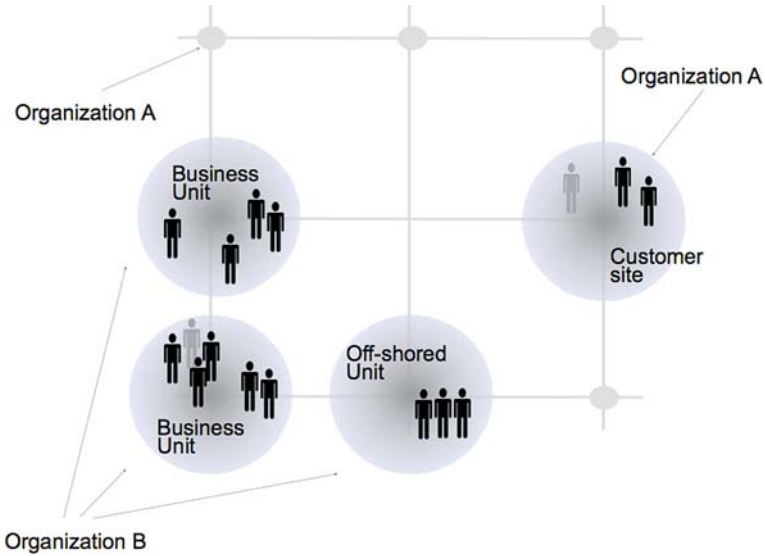 Organization A
Organization A
Business
Unit
Customer
site
Off-shored
Unit
Business
Unit
Organization B